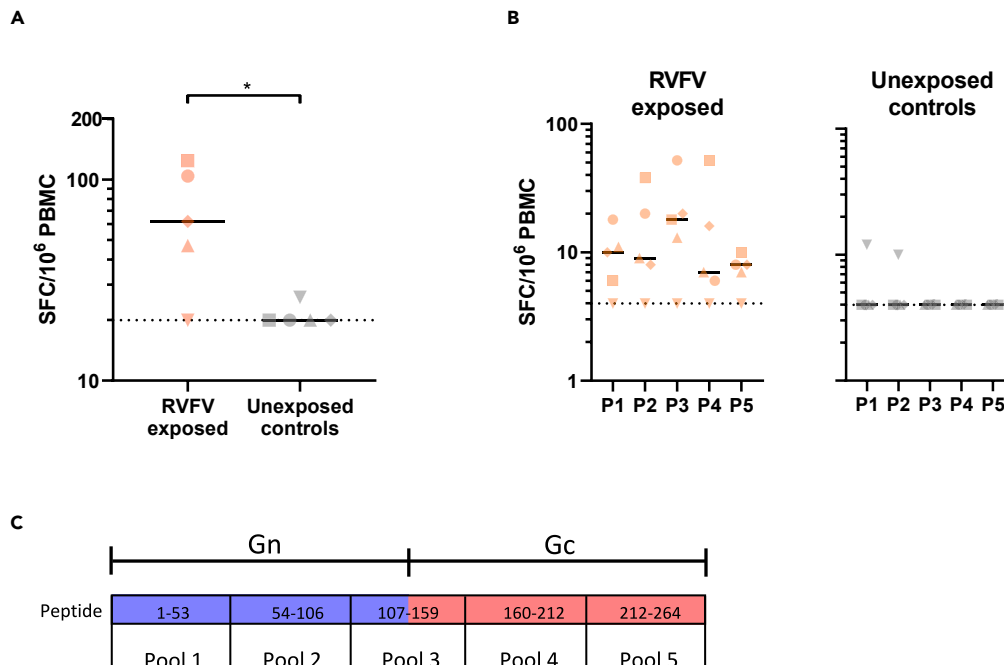 A
B
*
200
100
10
SFC/10⁶ PBMC
RVFV
exposed
Unexposed
controls
RVFV
exposed
Unexposed
controls
100
10
1
SFC/10⁶ PBMC
P1 P2 P3 P4 P5
P1 P2 P3 P4 P5
C
Gn Gc
Peptide 1-53 54-106 107-159 160-212 212-264
Pool 1 Pool 2 Pool 3 Pool 4 Pool 5